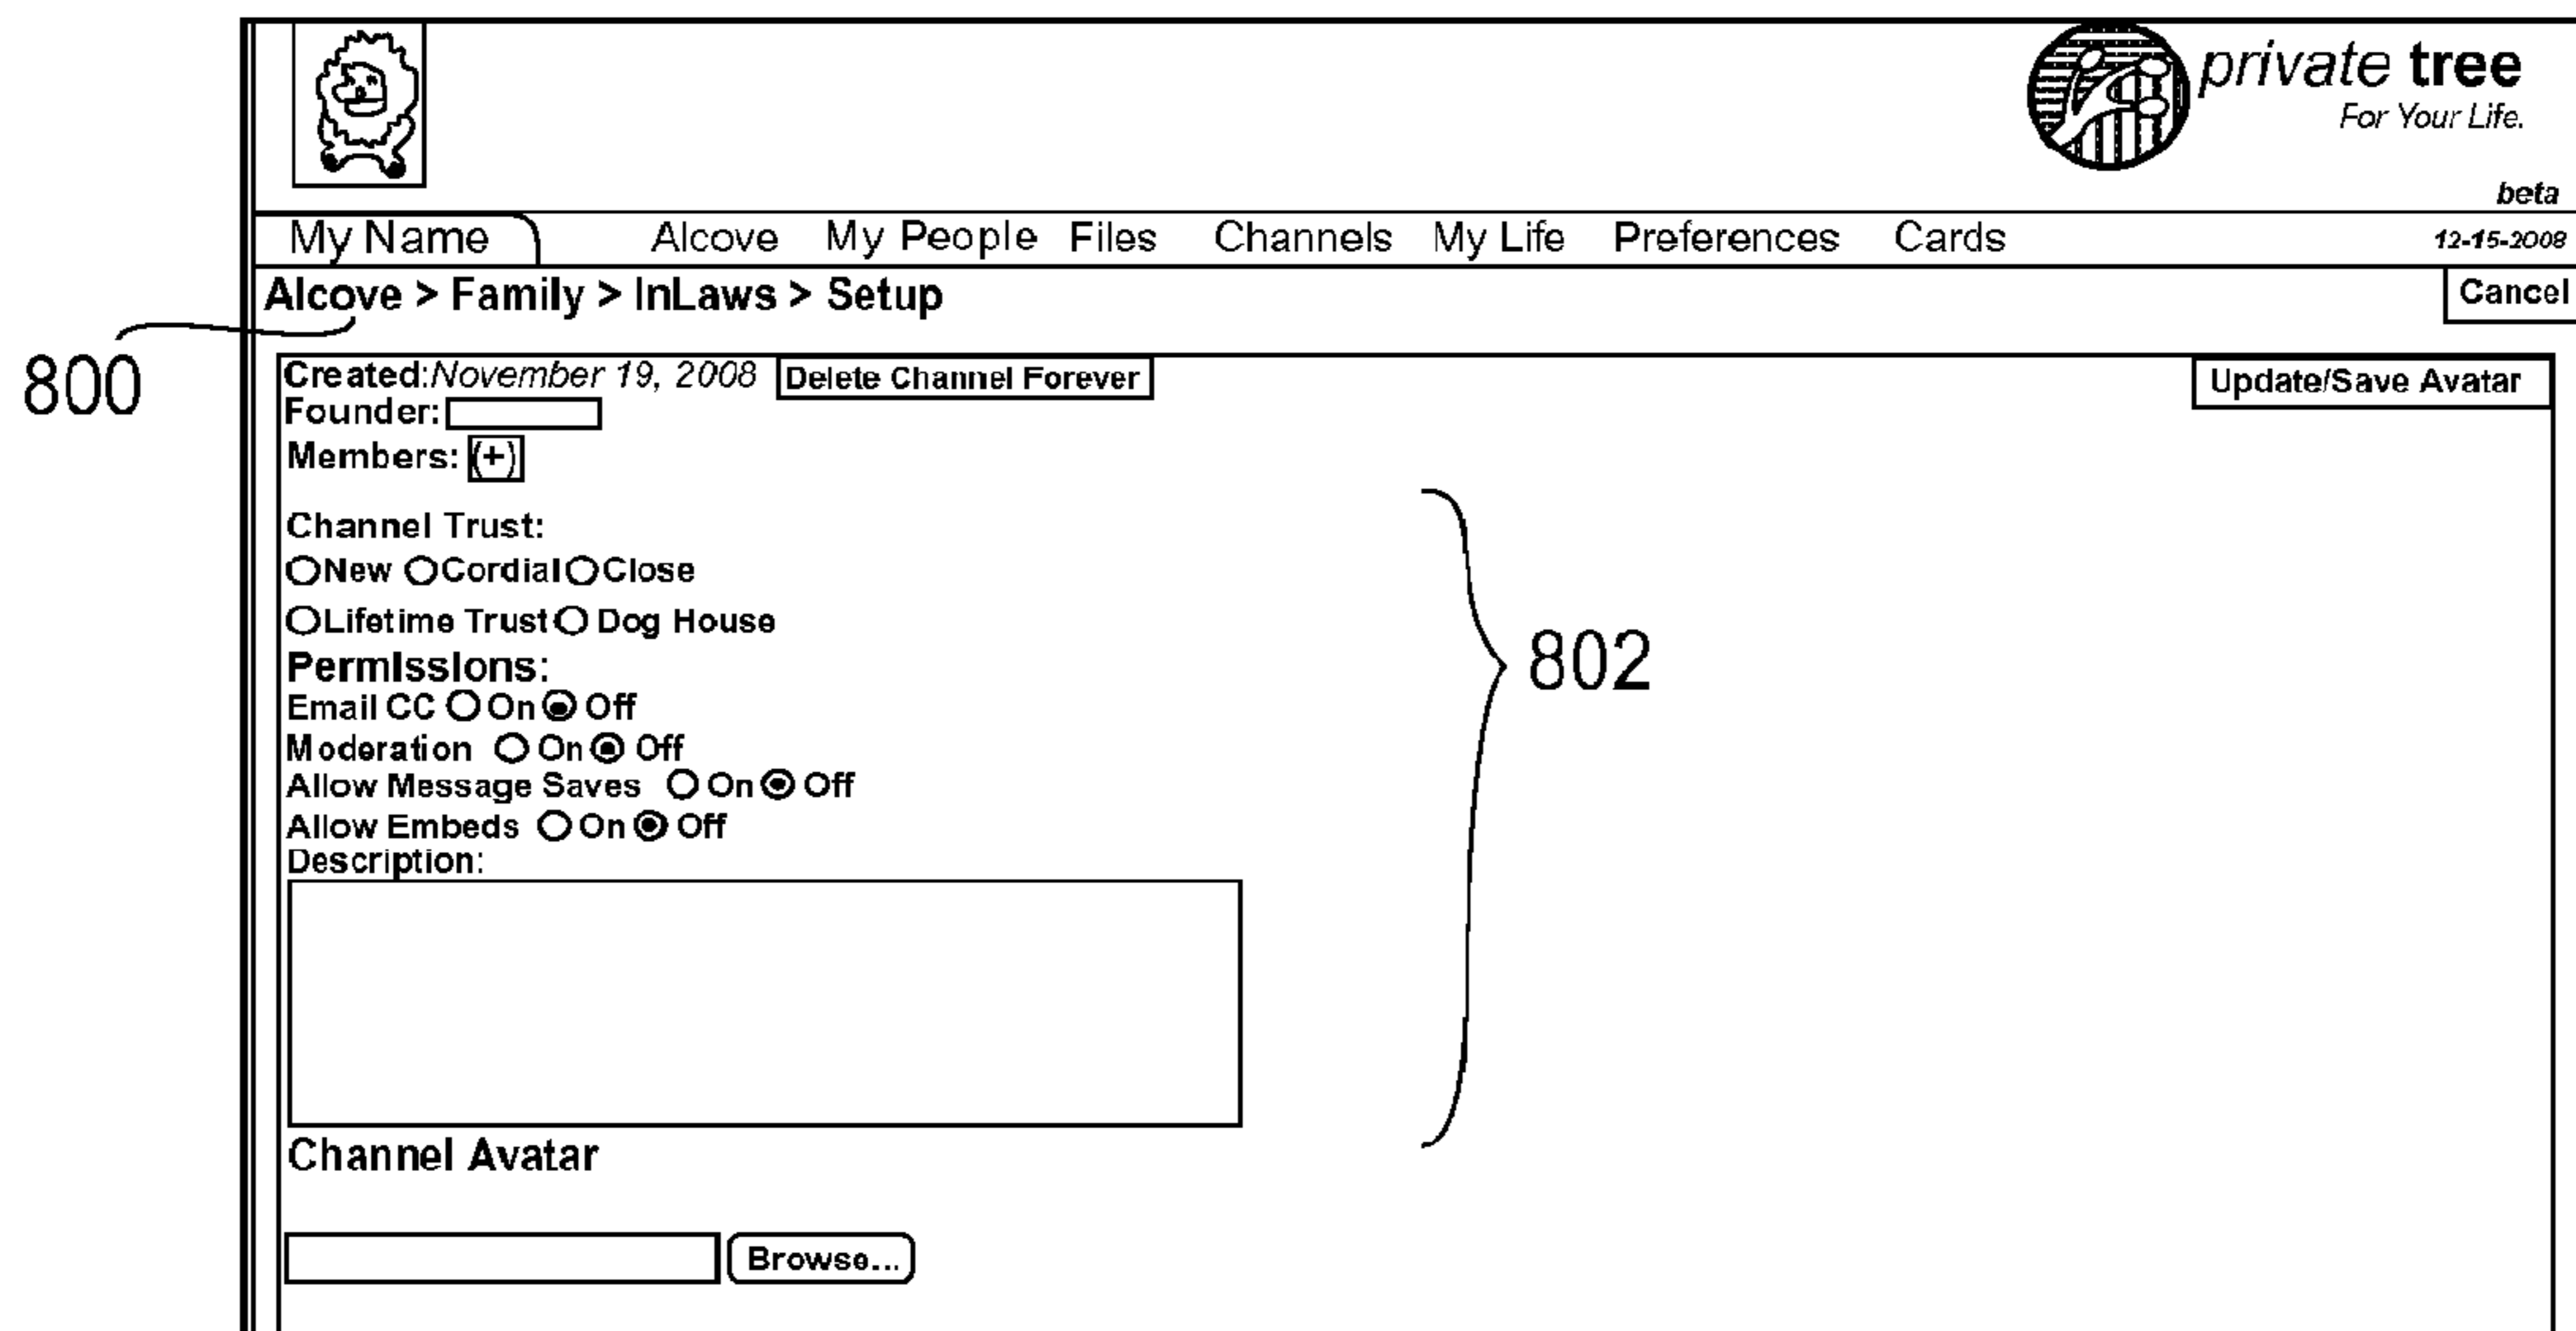 private tree
For Your Life.
beta
My Name Alcove My People Files Channels My Life Preferences Cards 12-15-2008
Alcove > Family > InLaws > Setup Cancel
800
Created:November 19, 2008 Delete Channel Forever Update/Save Avatar
Founder:
Members: (+)
Channel Trust:
New Cordial Close
Lifetime Trust Dog House
802
Permissions:
Email CC On Off
Moderation On Off
Allow Message Saves On Off
Allow Embeds On Off
Description:
Channel Avatar
Browse...